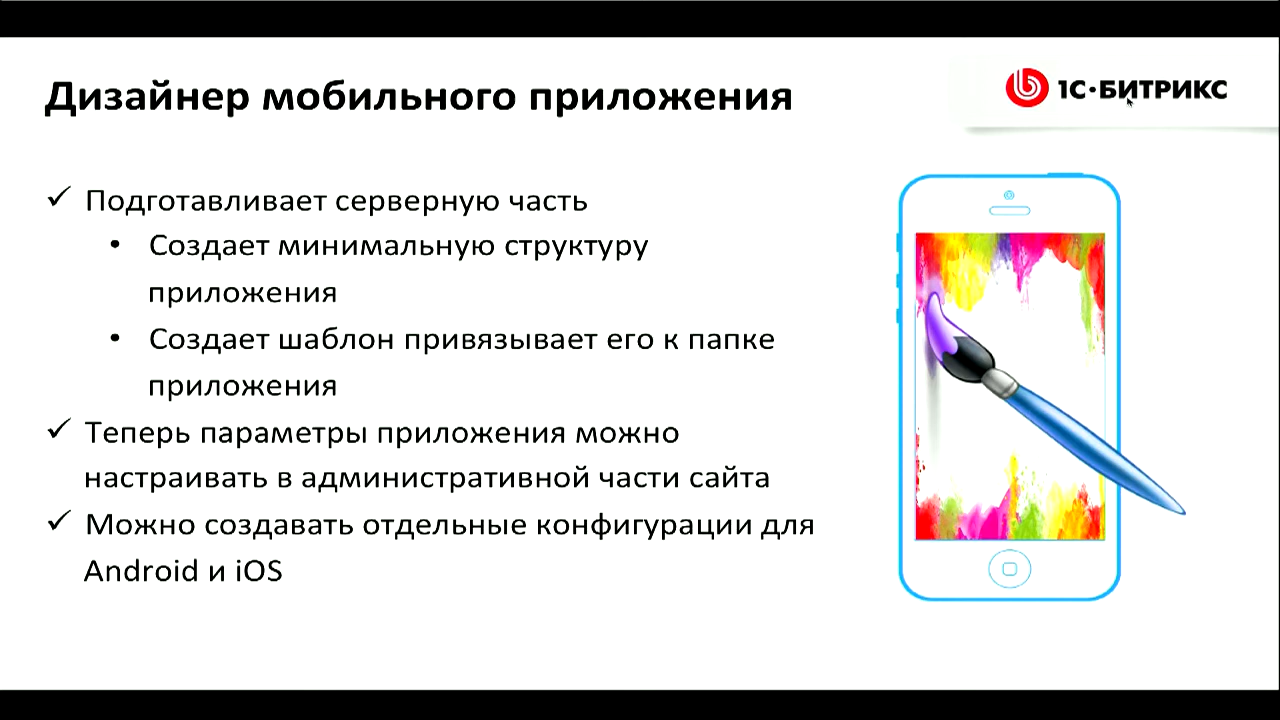 Дизайнер мобильного приложения
1С·БИТРИКС
✓ Подготавливает серверную часть
• Создает минимальную структуру
приложения
• Создает шаблон привязывает его к папке
приложения
✓ Теперь параметры приложения можно
настраивать в административной части сайта
✓ Можно создавать отдельные конфигурации для
Android и iOS